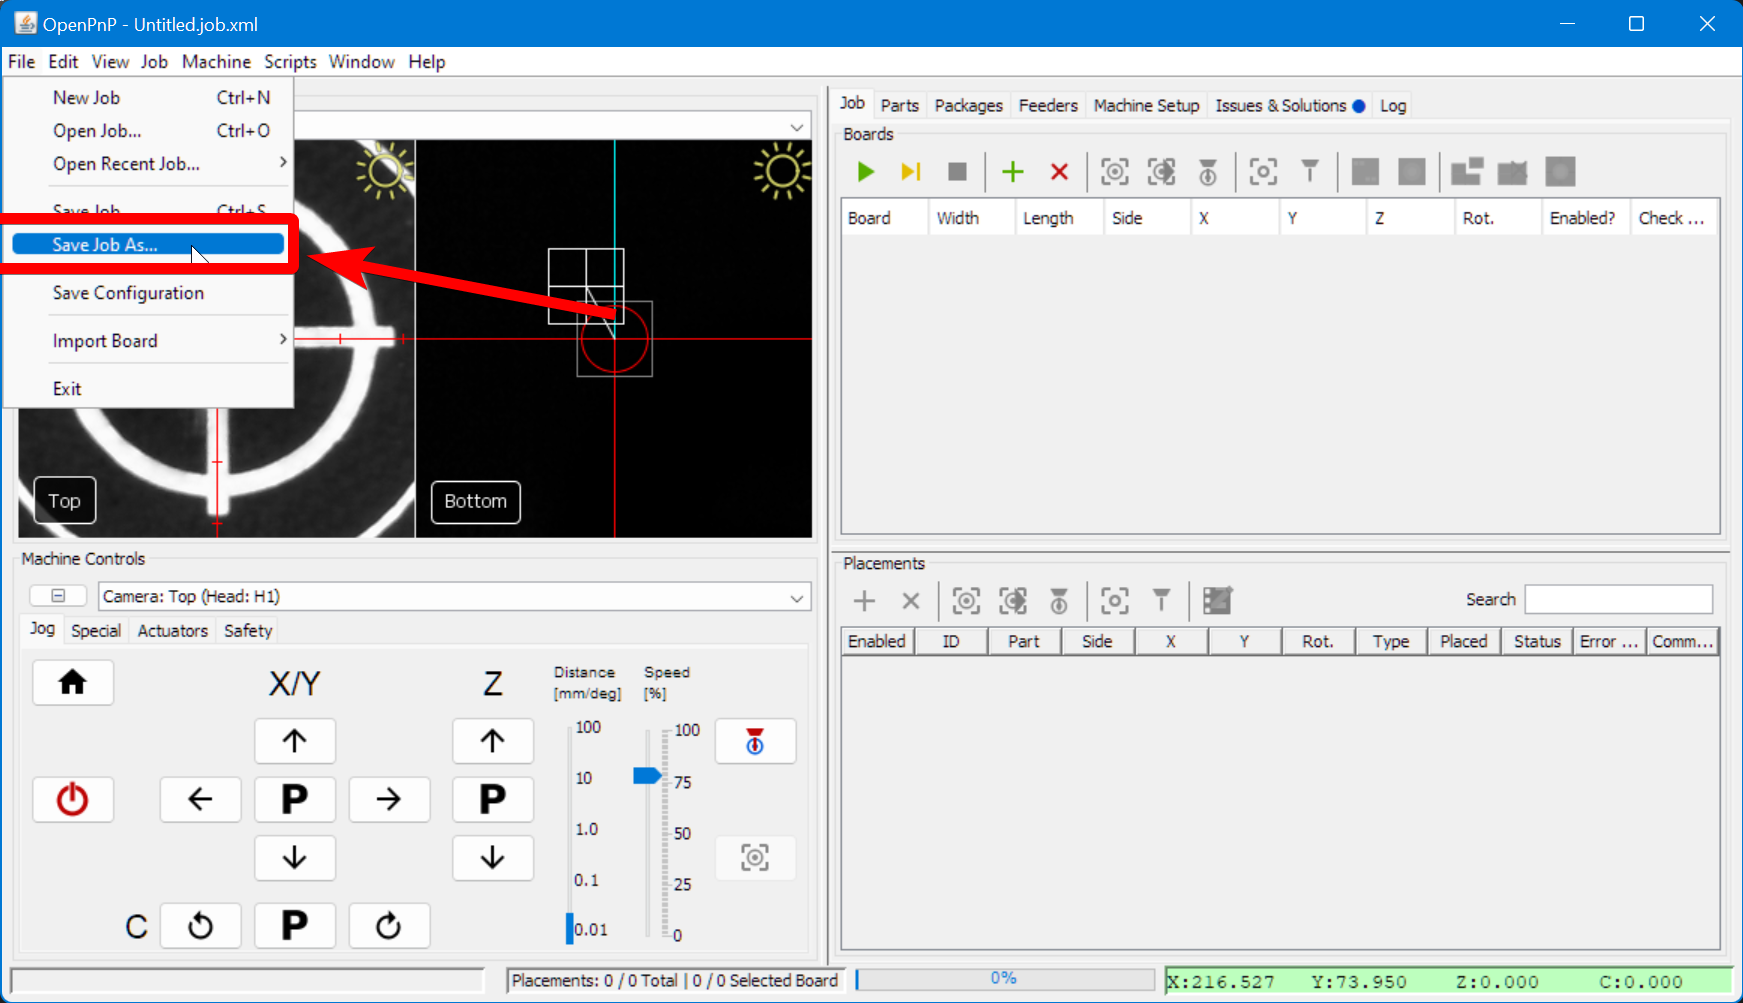 OpenPnP - Untitled.job.xml
File Edit View Job Machine Scripts Window Help
New Job Ctrl+N
Open Job... Ctrl+O
Open Recent Job...
Save Job Ctrl+S
Save Job As...
Save Configuration
Import Board
Exit
Top
Bottom
Machine Controls
Camera: Top (Head: H1)
Jog Special Actuators Safety
X/Y Z
Distance [mm/deg]
Speed [%]
100
10
1.0
0.1
0.01
100
75
50
25
0
P P
C P
Job Parts Packages Feeders Machine Setup Issues & Solutions Log
Boards
Board Width Length Side X Y Z Rot. Enabled? Check ...
Placements
Search
Enabled ID Part Side X Y Rot. Type Placed Status Error ... Comm...
Placements: 0 / 0 Total | 0 / 0 Selected Board
0%
X:216.527 Y:73.950 Z:0.000 C:0.000